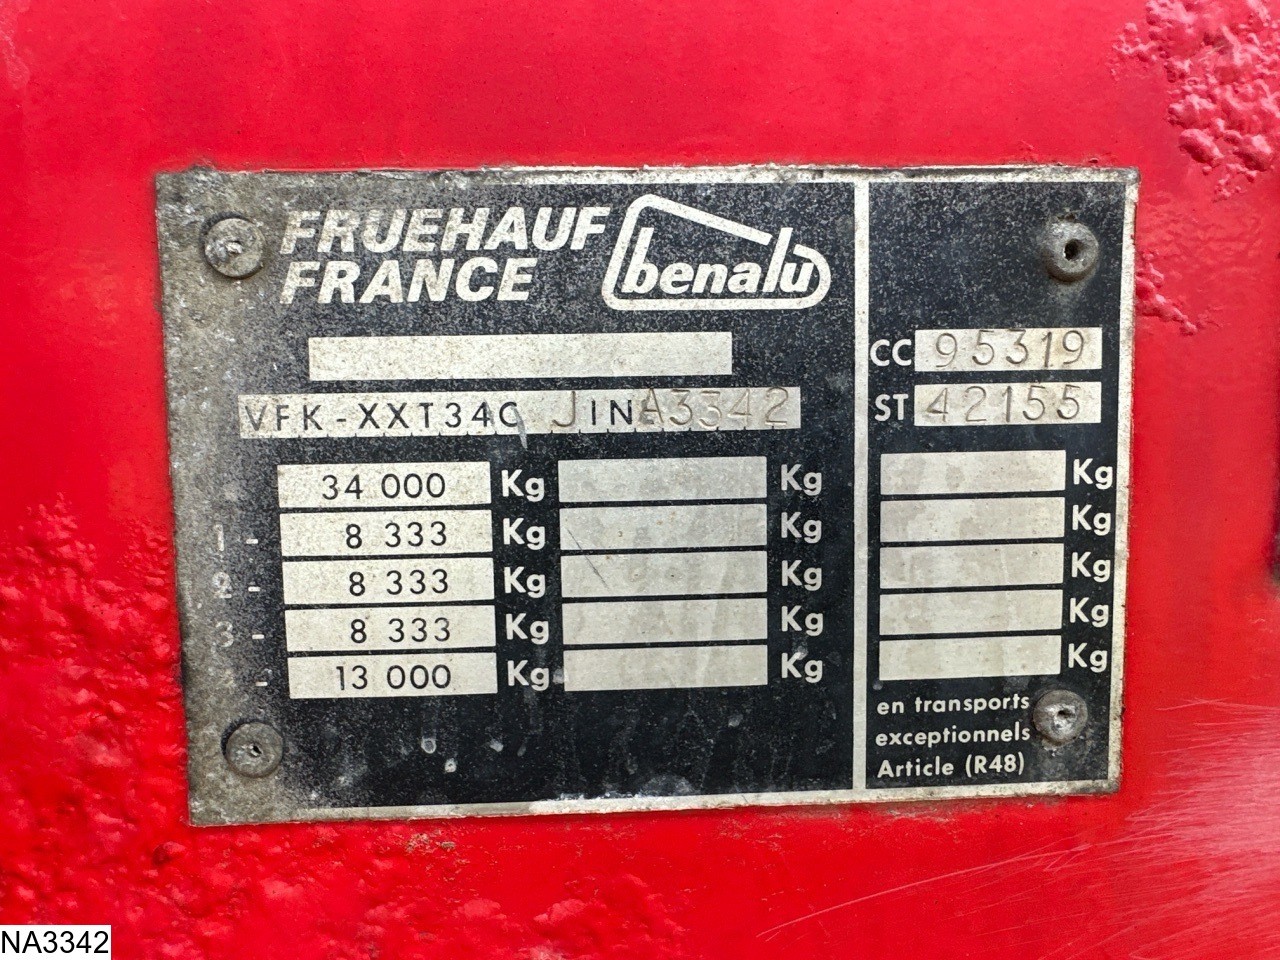 FRUEHAUF
FRANCE
benalu
VFK-XXT34C JINA3342
34 000 Kg Kg
1 - 8 333 Kg Kg
2 - 8 333 Kg Kg
3 - 8 333 Kg Kg
- 13 000 Kg Kg
CC 95319
ST 42155
Kg
Kg
Kg
Kg
Kg
en transports
exceptionnels
Article (R48)
NA3342